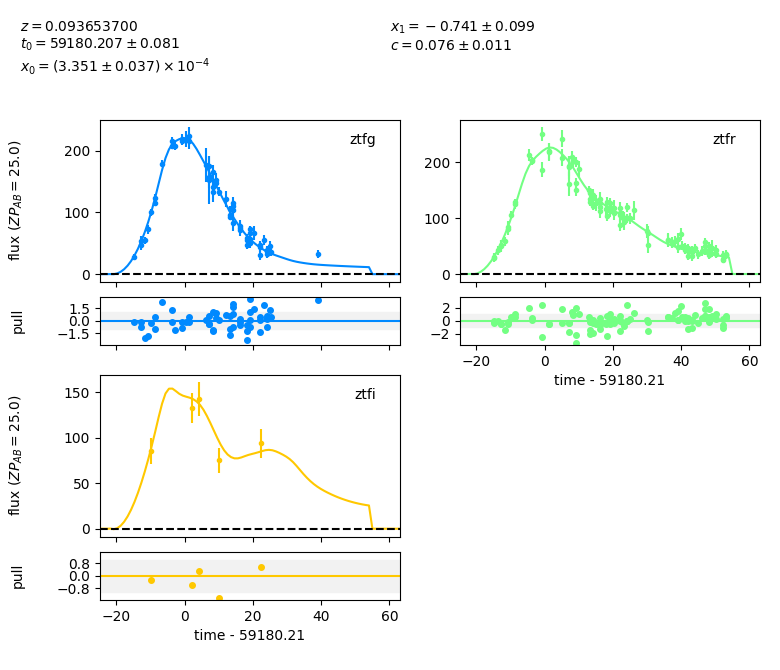 z = 0.093653700
t₀ = 59180.207 ± 0.081
x₀ = (3.351 ± 0.037) × 10⁻⁴
x₁ = −0.741 ± 0.099
c = 0.076 ± 0.011
flux (ZP_AB = 25.0)
200
100
0
ztfg
pull
1.5
0.0
−1.5
200
100
0
ztfr
2
0
−2
−20 0 20 40 60
time - 59180.21
flux (ZP_AB = 25.0)
150
100
50
0
ztfi
pull
0.8
0.0
−0.8
−20 0 20 40 60
time - 59180.21